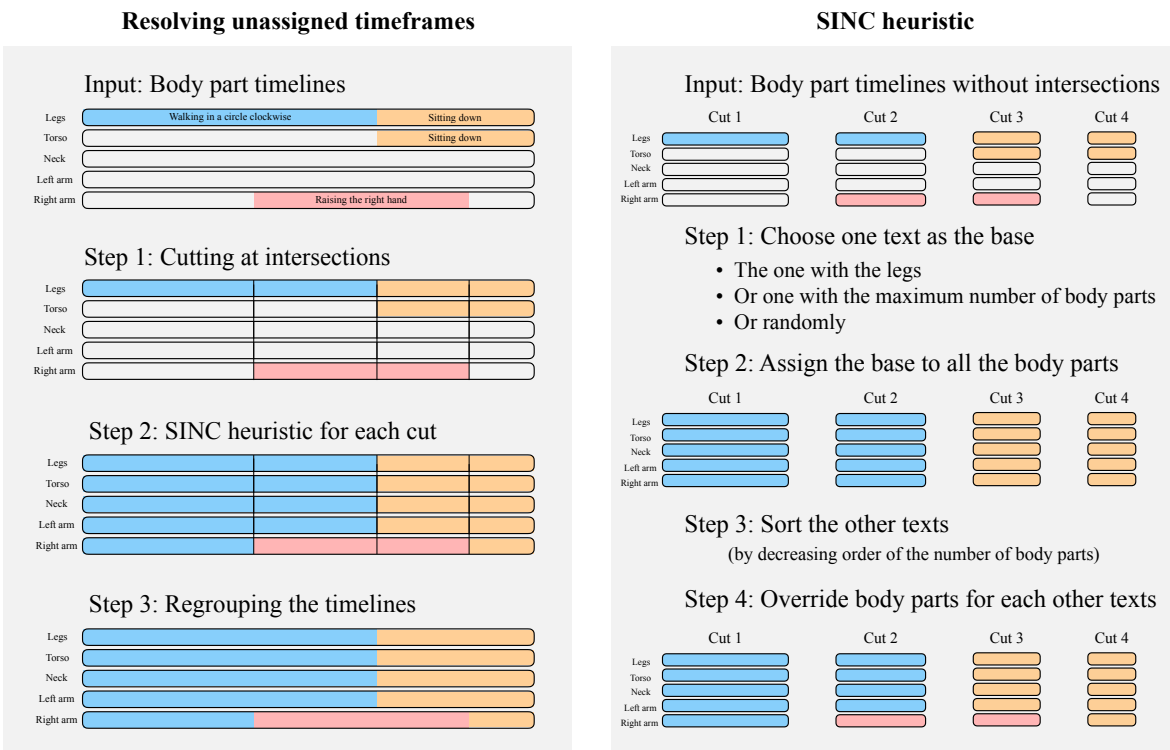 Resolving unassigned timeframes
Input: Body part timelines
Legs
Walking in a circle clockwise
Sitting down
Torso
Sitting down
Neck
Left arm
Right arm
Raising the right hand
Step 1: Cutting at intersections
Legs
Torso
Neck
Left arm
Right arm
Step 2: SINC heuristic for each cut
Legs
Torso
Neck
Left arm
Right arm
Step 3: Regrouping the timelines
Legs
Torso
Neck
Left arm
Right arm
SINC heuristic
Input: Body part timelines without intersections
Cut 1 Cut 2 Cut 3 Cut 4
Legs
Torso
Neck
Left arm
Right arm
Step 1: Choose one text as the base
• The one with the legs
• Or one with the maximum number of body parts
• Or randomly
Step 2: Assign the base to all the body parts
Cut 1 Cut 2 Cut 3 Cut 4
Legs
Torso
Neck
Left arm
Right arm
Step 3: Sort the other texts
(by decreasing order of the number of body parts)
Step 4: Override body parts for each other texts
Cut 1 Cut 2 Cut 3 Cut 4
Legs
Torso
Neck
Left arm
Right arm